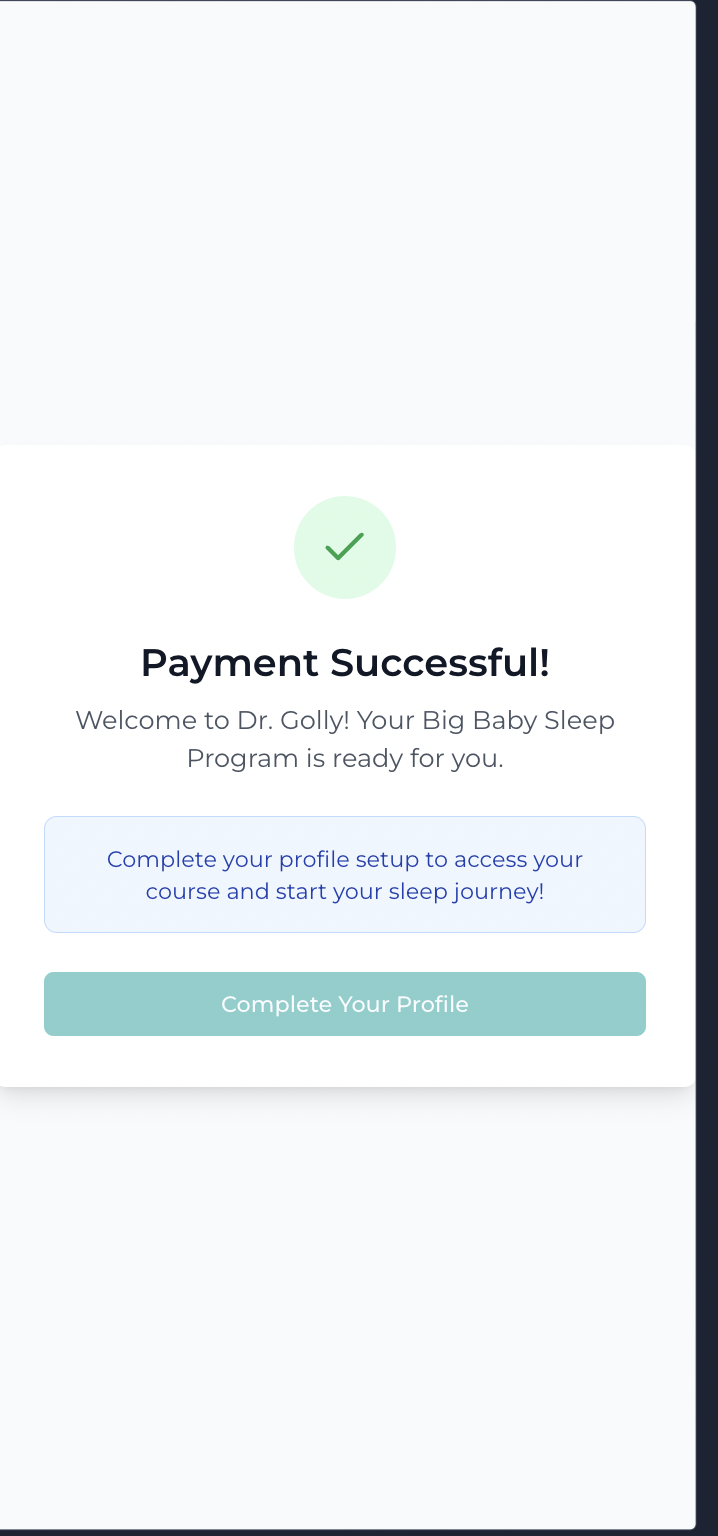 Payment Successful!
Welcome to Dr. Golly! Your Big Baby Sleep
Program is ready for you.
Complete your profile setup to access your
course and start your sleep journey!
Complete Your Profile